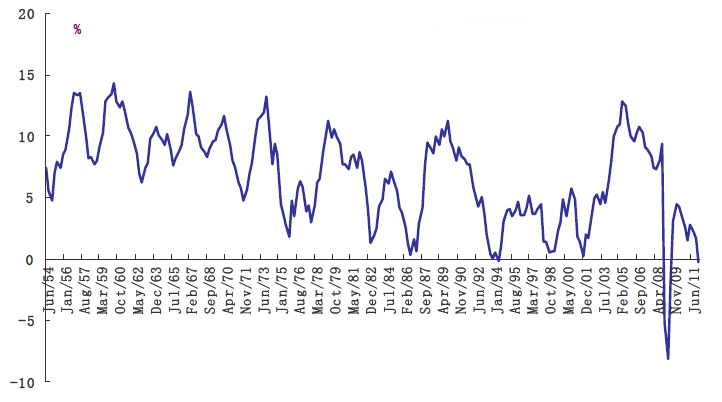 20
%
15
10
5
0
-5
-10
Jun/54
Jan/56
Aug/57
Mar/59
Oct/60
May/62
Dec/63
Jul/65
Feb/67
Sep/68
Apr/70
Nov/71
Jun/73
Jan/75
Aug/76
Mar/78
Oct/79
May/81
Dec/82
Jul/84
Feb/86
Sep/87
Apr/89
Nov/90
Jun/92
Jan/94
Aug/95
Mar/97
Oct/98
May/00
Dec/01
Jul/03
Feb/05
Sep/06
Apr/08
Nov/09
Jun/11